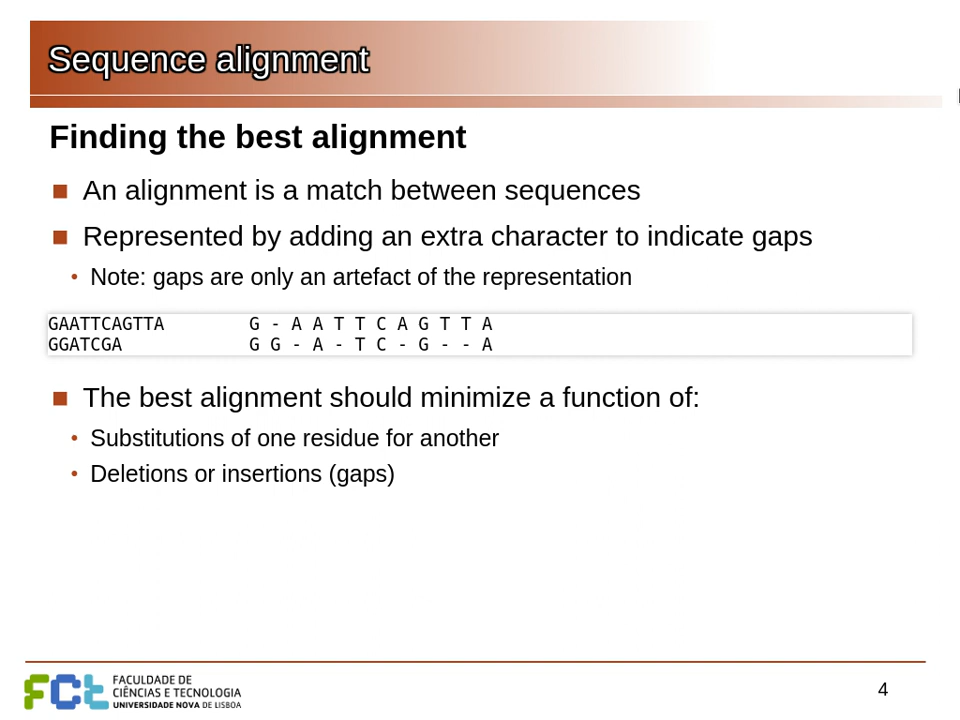 Sequence alignment
Finding the best alignment
An alignment is a match between sequences
Represented by adding an extra character to indicate gaps
Note: gaps are only an artefact of the representation
GAATTCAGTTA G - A A T T C A G T T A
GGATCGA G G - A - T C - G - - A
The best alignment should minimize a function of:
Substitutions of one residue for another
Deletions or insertions (gaps)
FCT FACULDADE DE
CIÊNCIAS E TECNOLOGIA
UNIVERSIDADE NOVA DE LISBOA
4